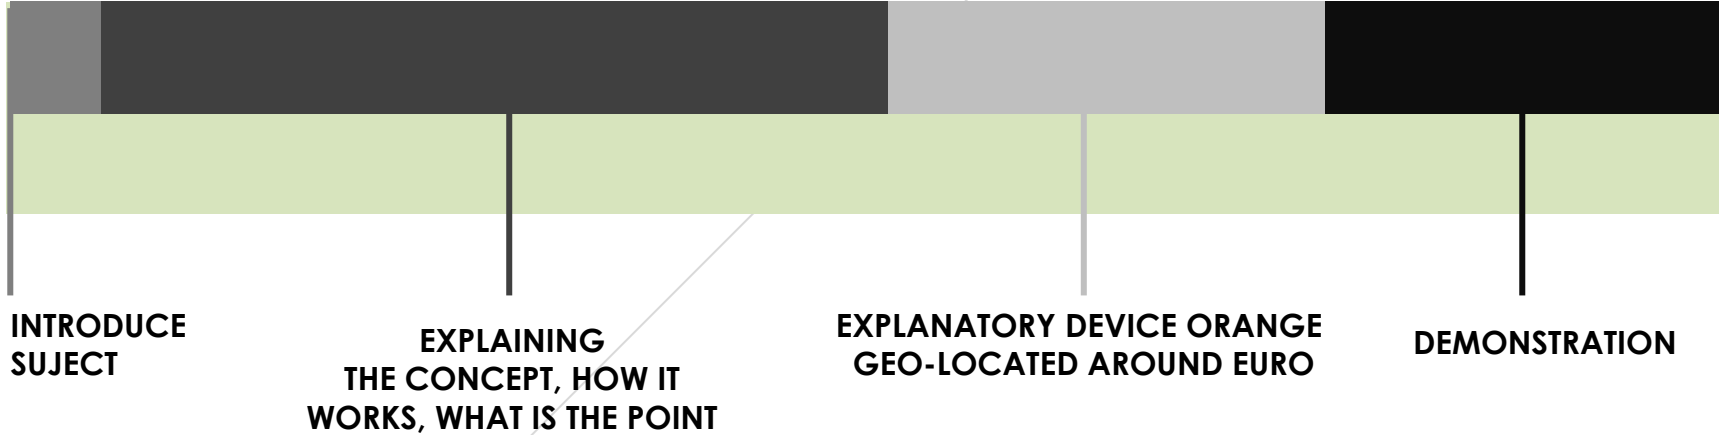 INTRODUCE
SUJECT
EXPLAINING
THE CONCEPT, HOW IT
WORKS, WHAT IS THE POINT
EXPLANATORY DEVICE ORANGE
GEO-LOCATED AROUND EURO
DEMONSTRATION